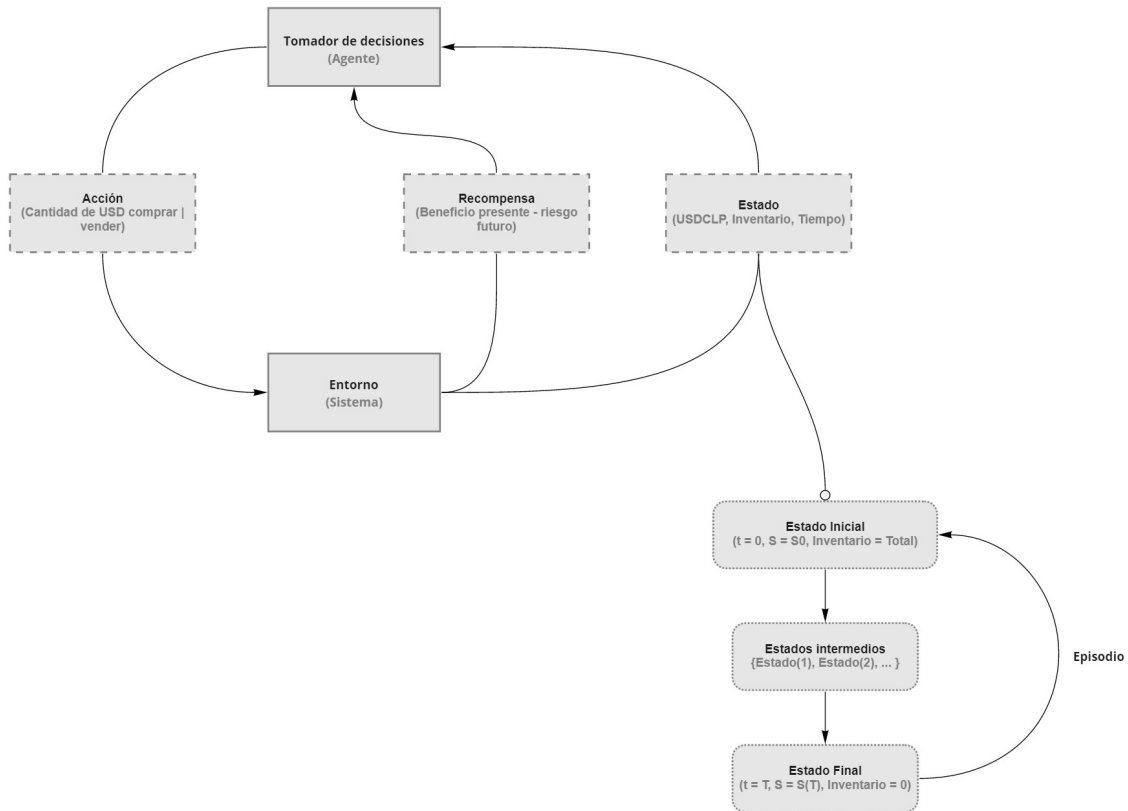 Tomador de decisiones
(Agente)
Acción
(Cantidad de USD comprar |
vender)
Recompensa
(Beneficio presente - riesgo
futuro)
Estado
(USDCLP, Inventario, Tiempo)
Entorno
(Sistema)
Estado Inicial
(t = 0, S = S0, Inventario = Total)
Estados intermedios
{Estado(1), Estado(2), ... }
Episodio
Estado Final
(t = T, S = S(T), Inventario = 0)